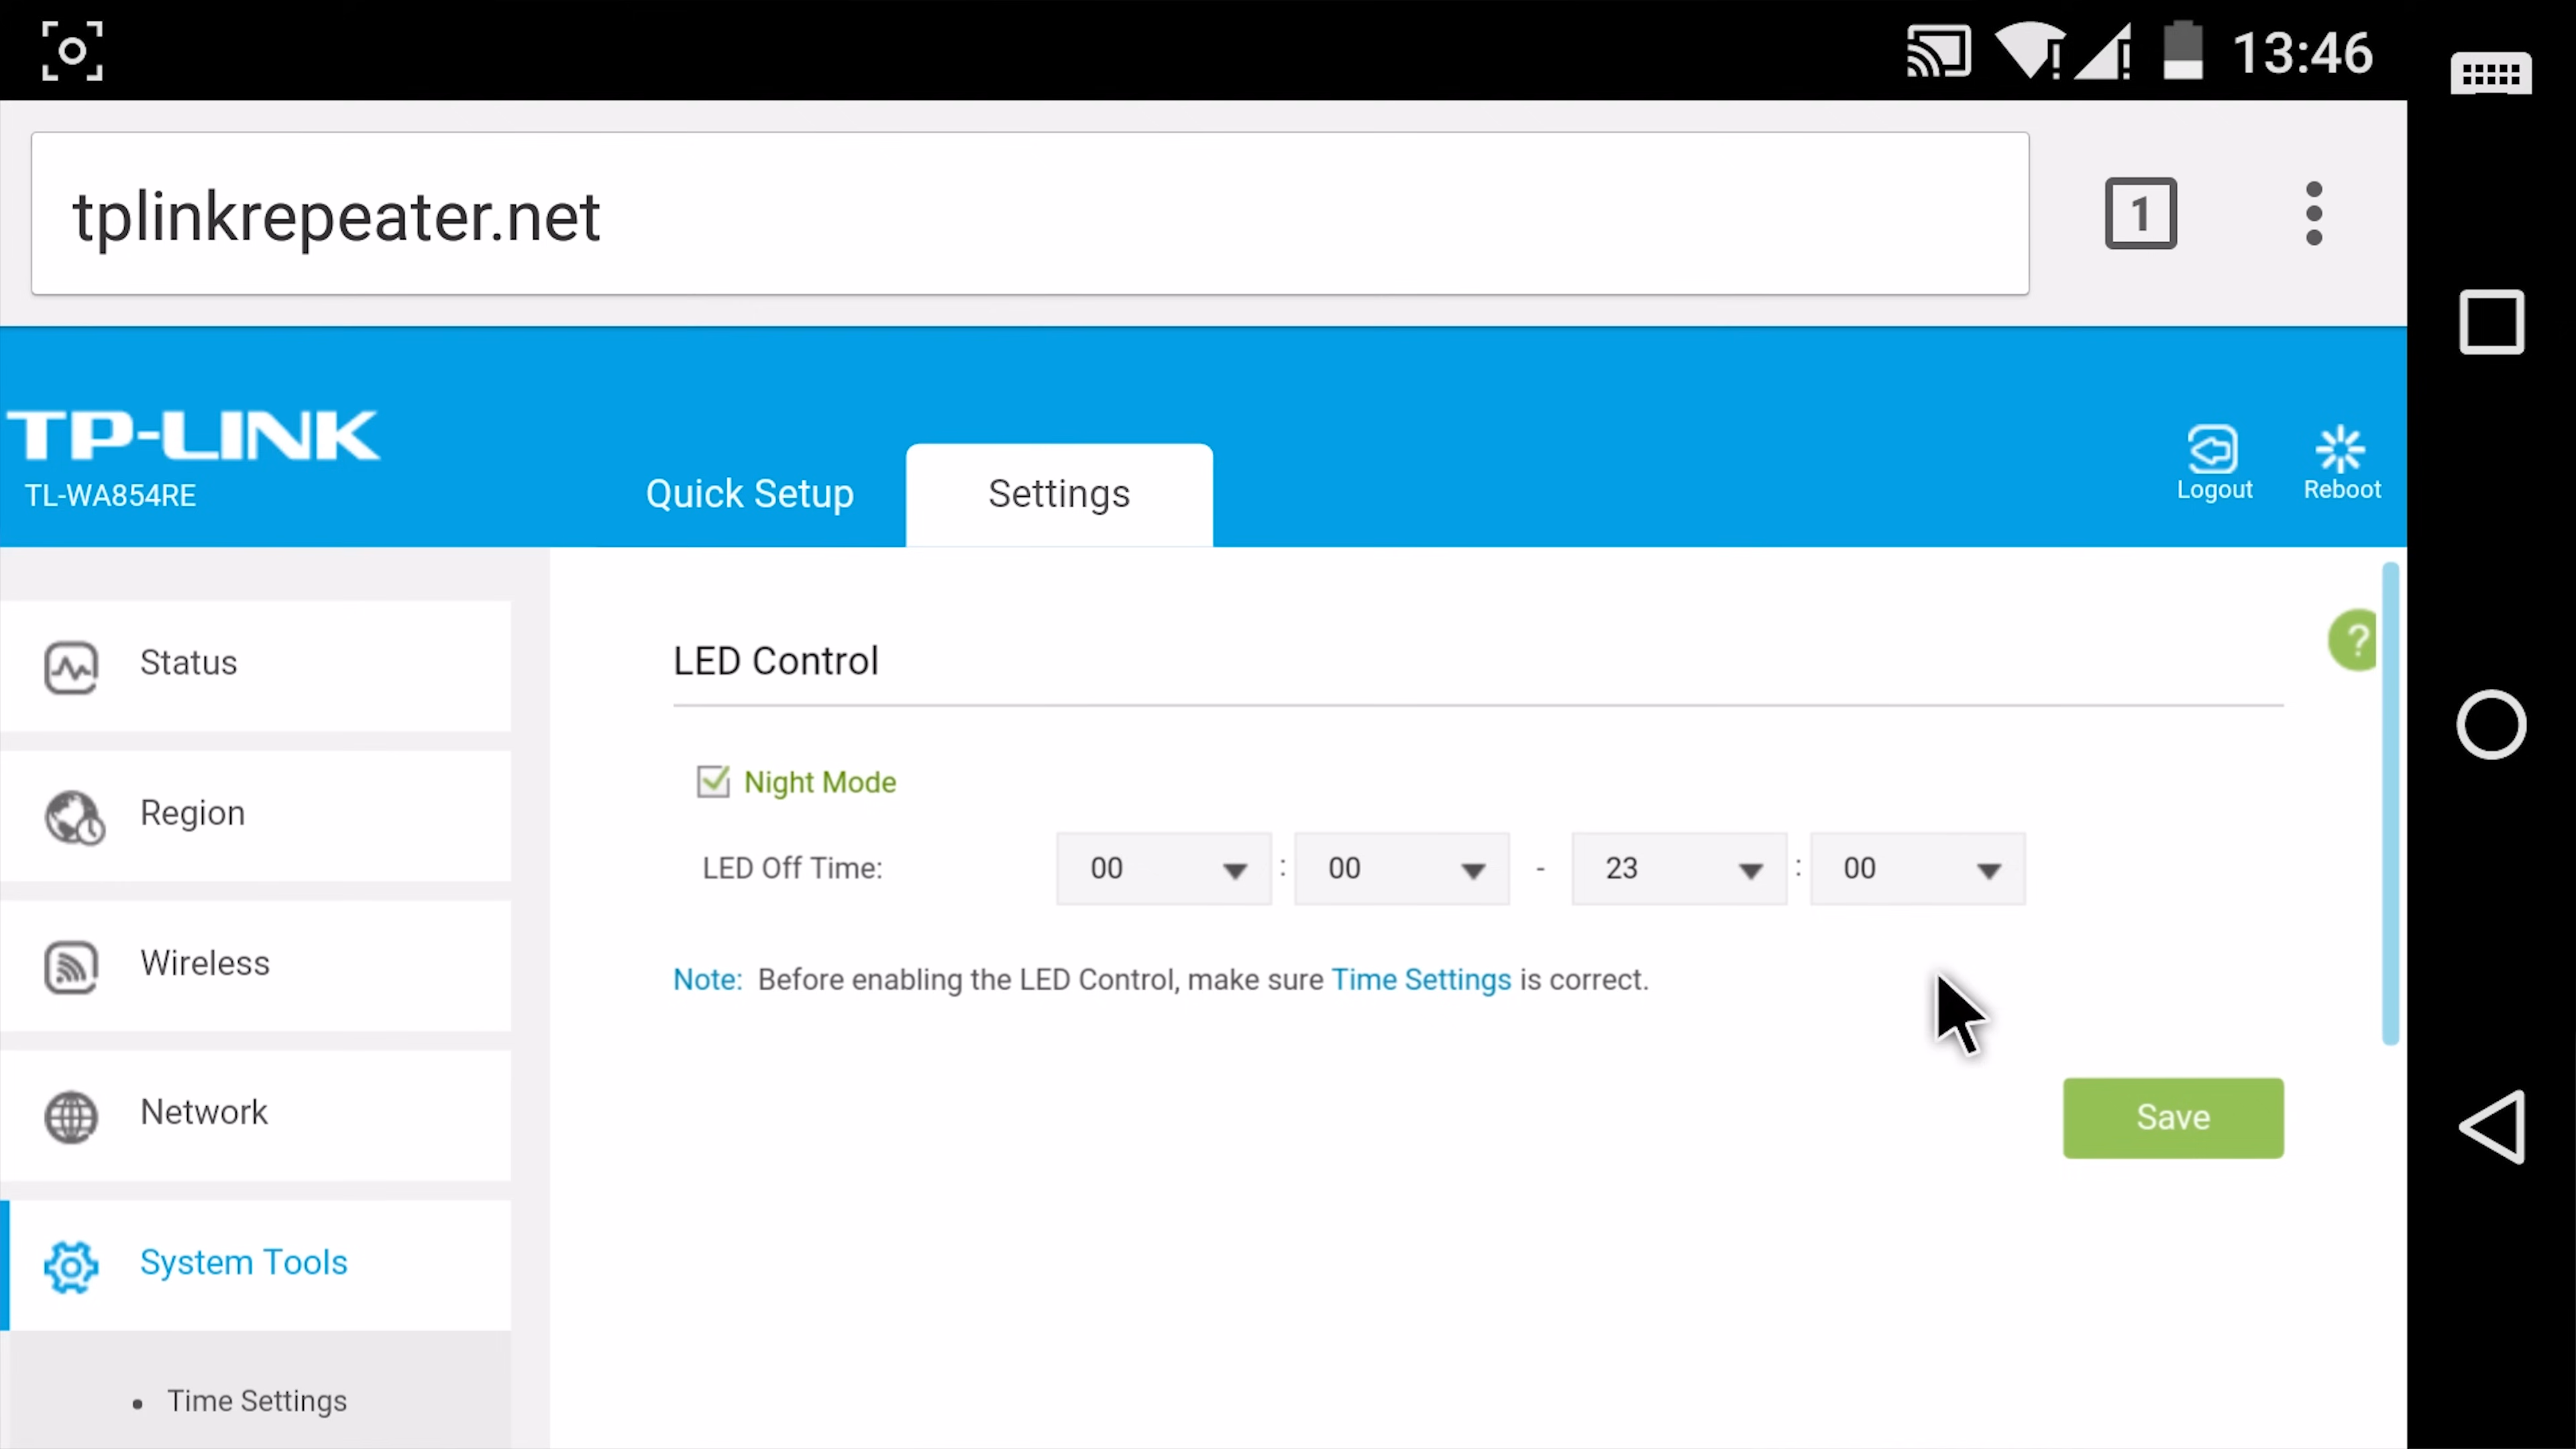 13:46
tplinkrepeater.net
1
TP-LINK
TL-WA854RE
Quick Setup
Settings
Logout
Reboot
Status
Region
Wireless
Network
System Tools
• Time Settings
LED Control
?
Night Mode
LED Off Time: 00 : 00 - 23 : 00
Note: Before enabling the LED Control, make sure Time Settings is correct.
Save